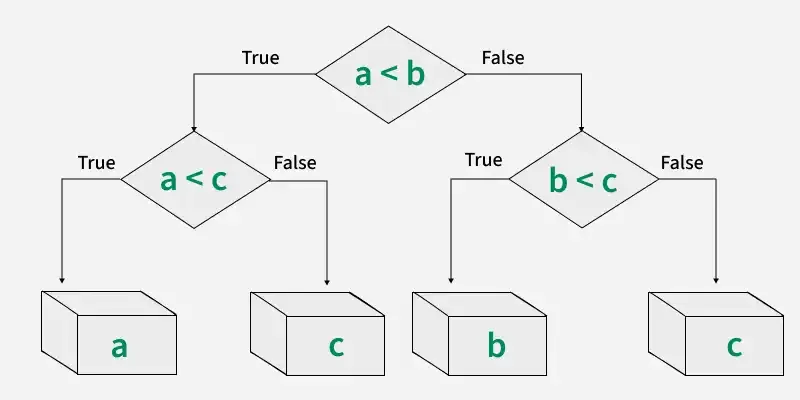 True
False
a < b
True
False
True
False
a < c
b < c
a
c
b
c